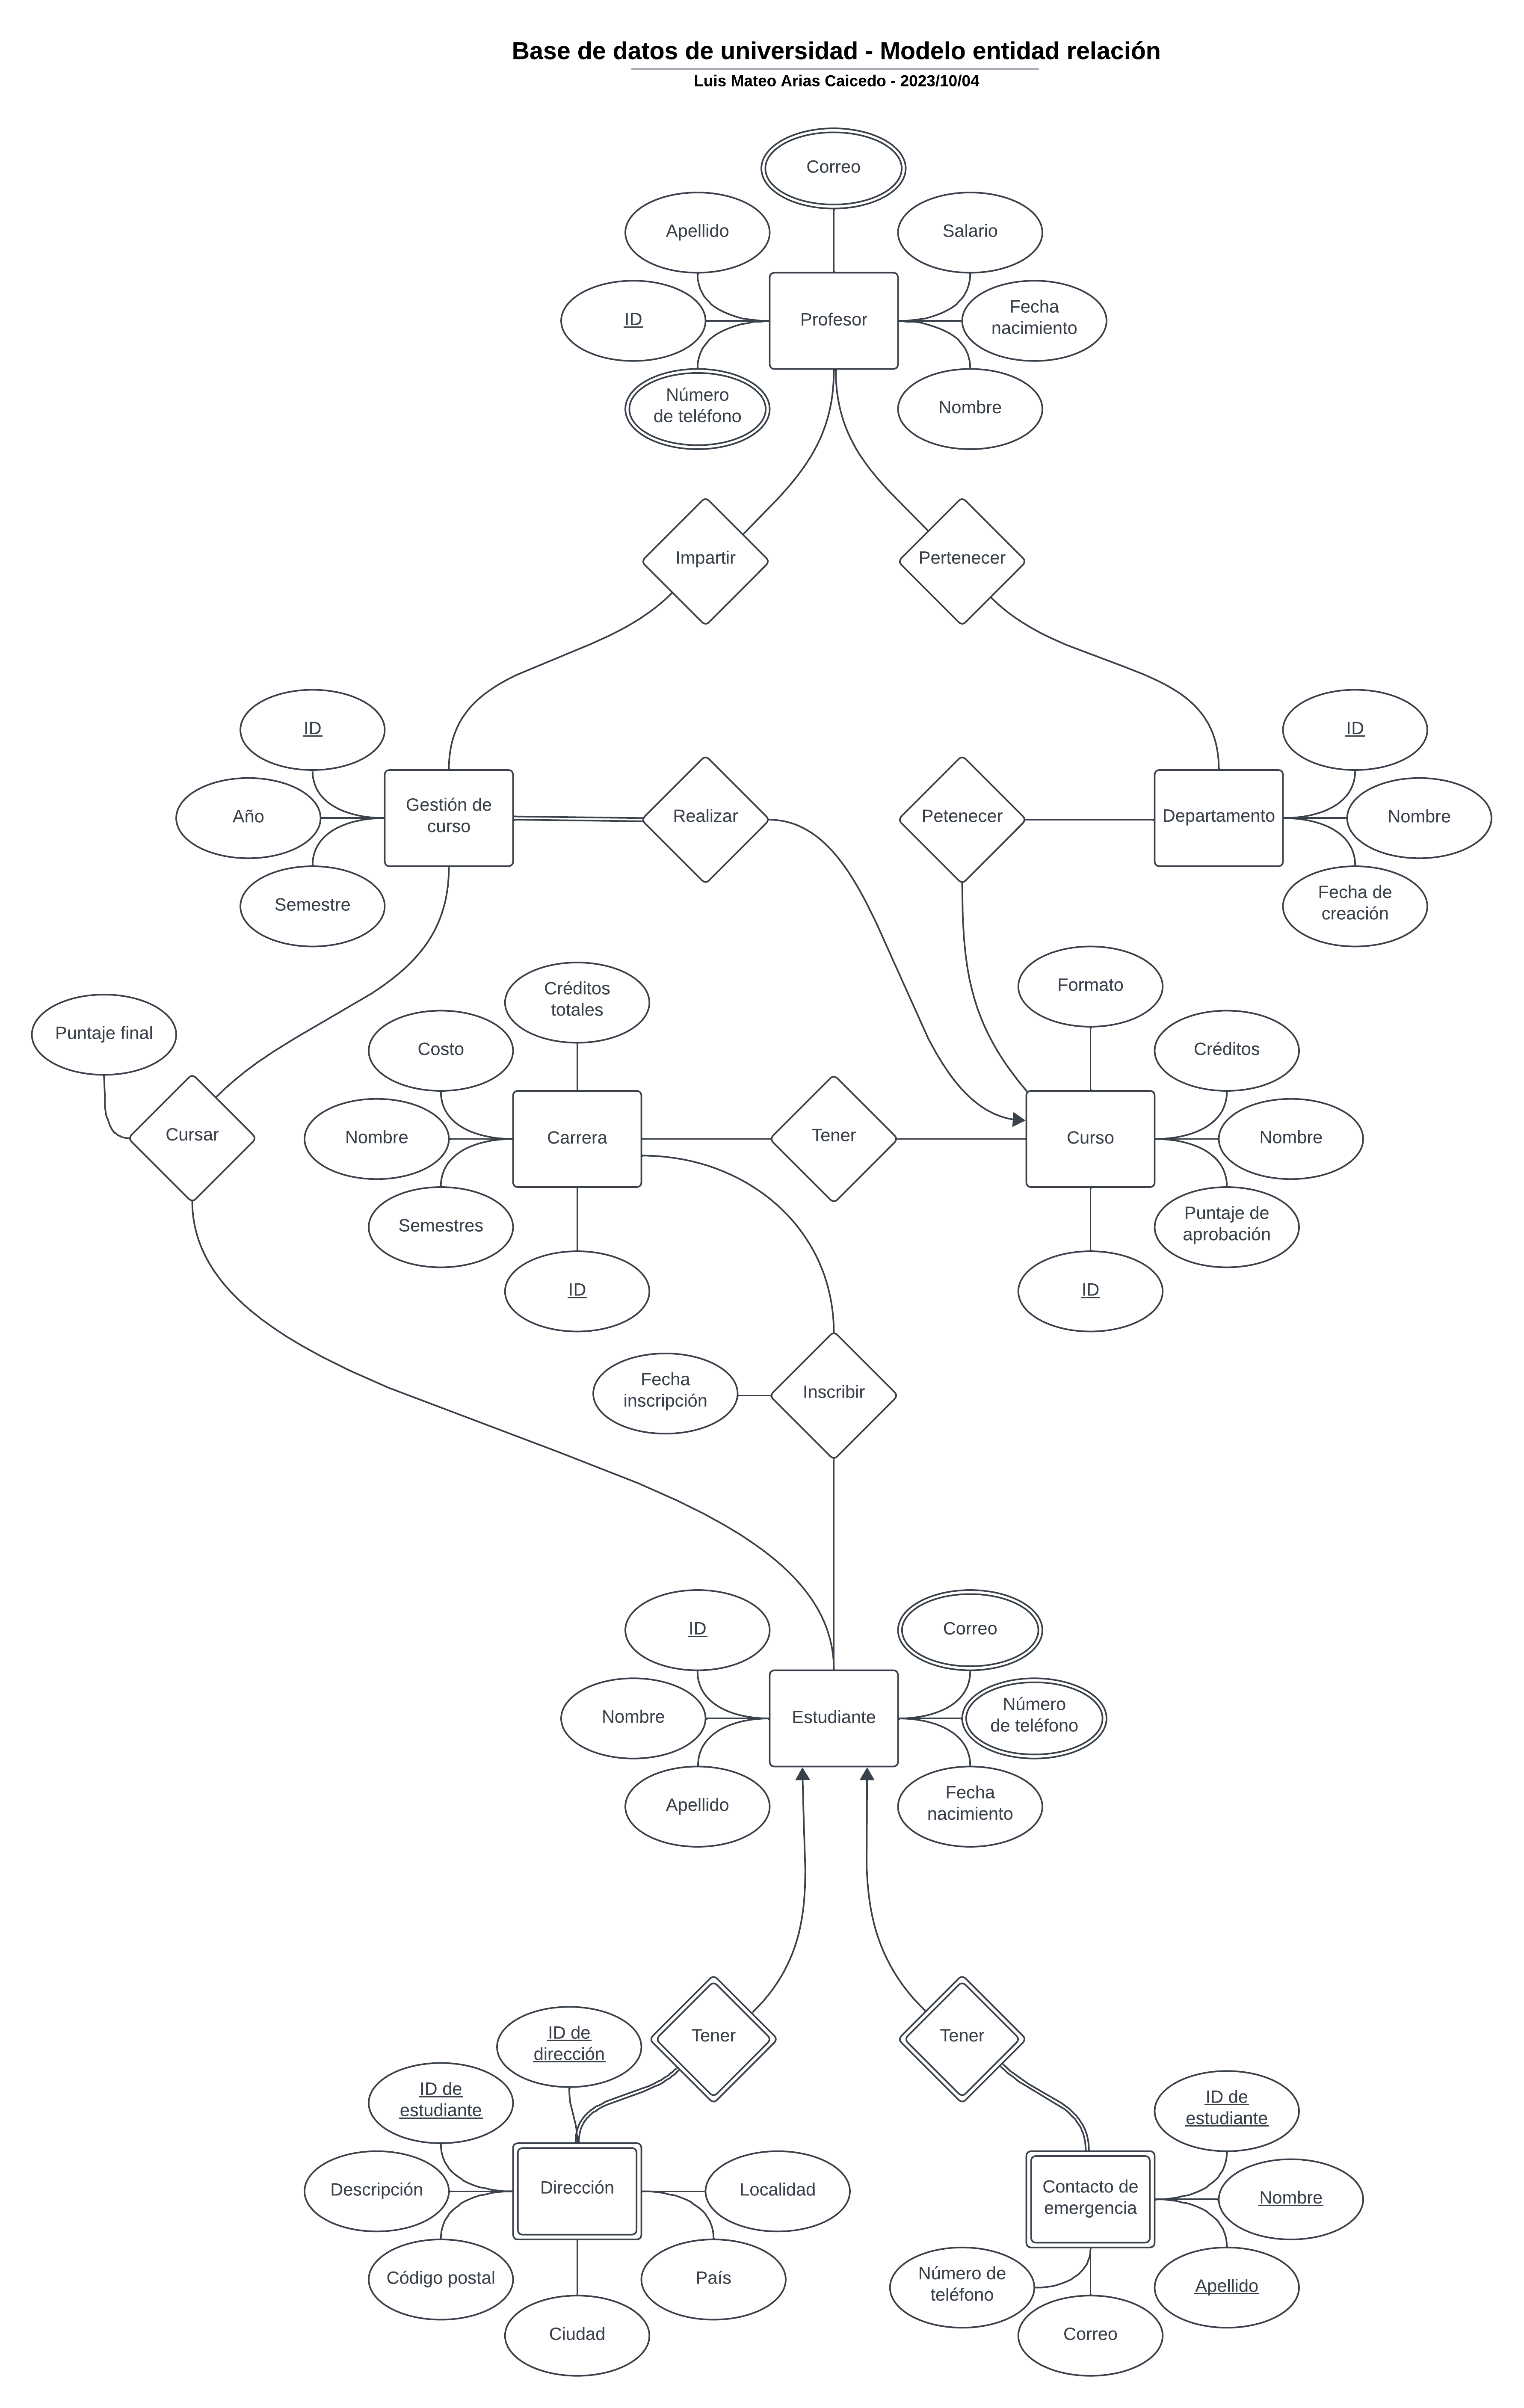 Base de datos de universidad - Modelo entidad relación
Luis Mateo Arias Caicedo - 2023/10/04
Correo
Apellido
Salario
ID
Profesor
Fecha
nacimiento
Número
de teléfono
Nombre
Impartir
Pertenecer
ID
ID
Año
Gestión de
curso
Realizar
Petenecer
Departamento
Nombre
Semestre
Fecha de
creación
Créditos
totales
Formato
Puntaje final
Costo
Créditos
Cursar
Nombre
Carrera
Tener
Curso
Nombre
Semestres
Puntaje de
aprobación
ID
ID
Fecha
inscripción
Inscribir
ID
Correo
Nombre
Estudiante
Número
de teléfono
Apellido
Fecha
nacimiento
ID de
dirección
Tener
Tener
ID de
estudiante
ID de
estudiante
Descripción
Dirección
Localidad
Contacto de
emergencia
Nombre
Código postal
País
Número de
teléfono
Apellido
Ciudad
Correo